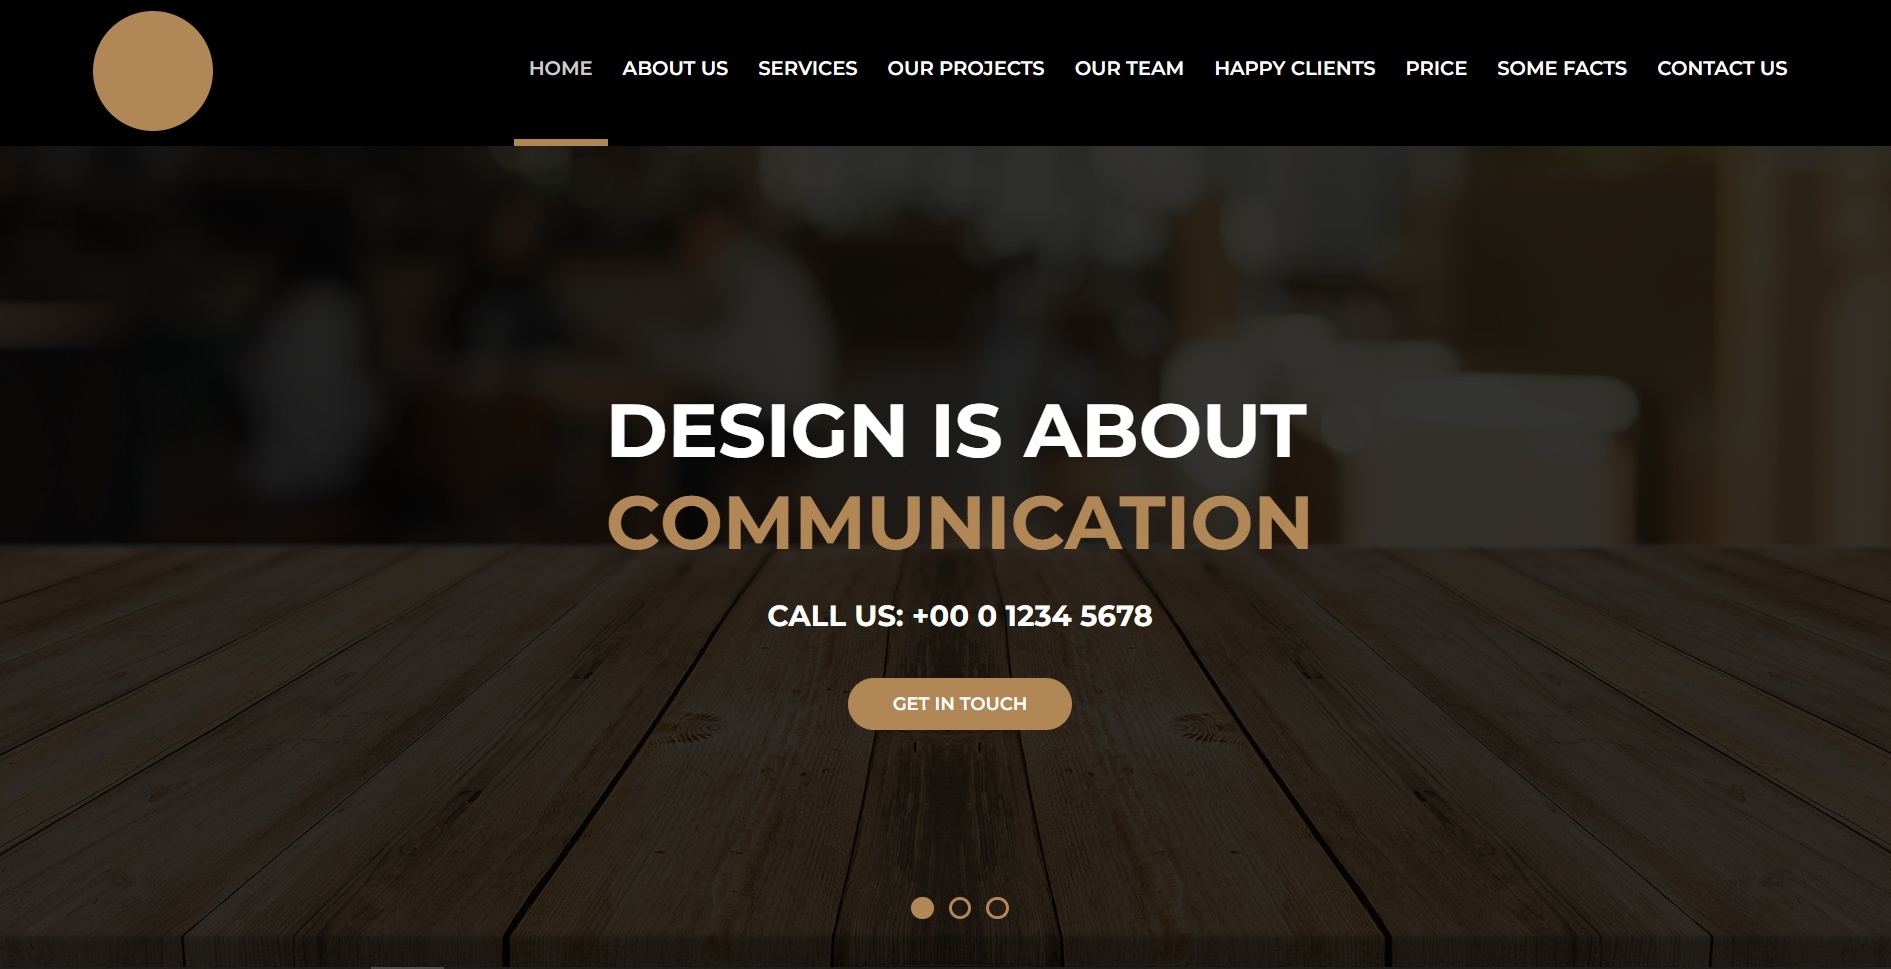 HOME ABOUT US SERVICES OUR PROJECTS OUR TEAM HAPPY CLIENTS PRICE SOME FACTS CONTACT US
DESIGN IS ABOUT
COMMUNICATION
CALL US: +00 0 1234 5678
GET IN TOUCH